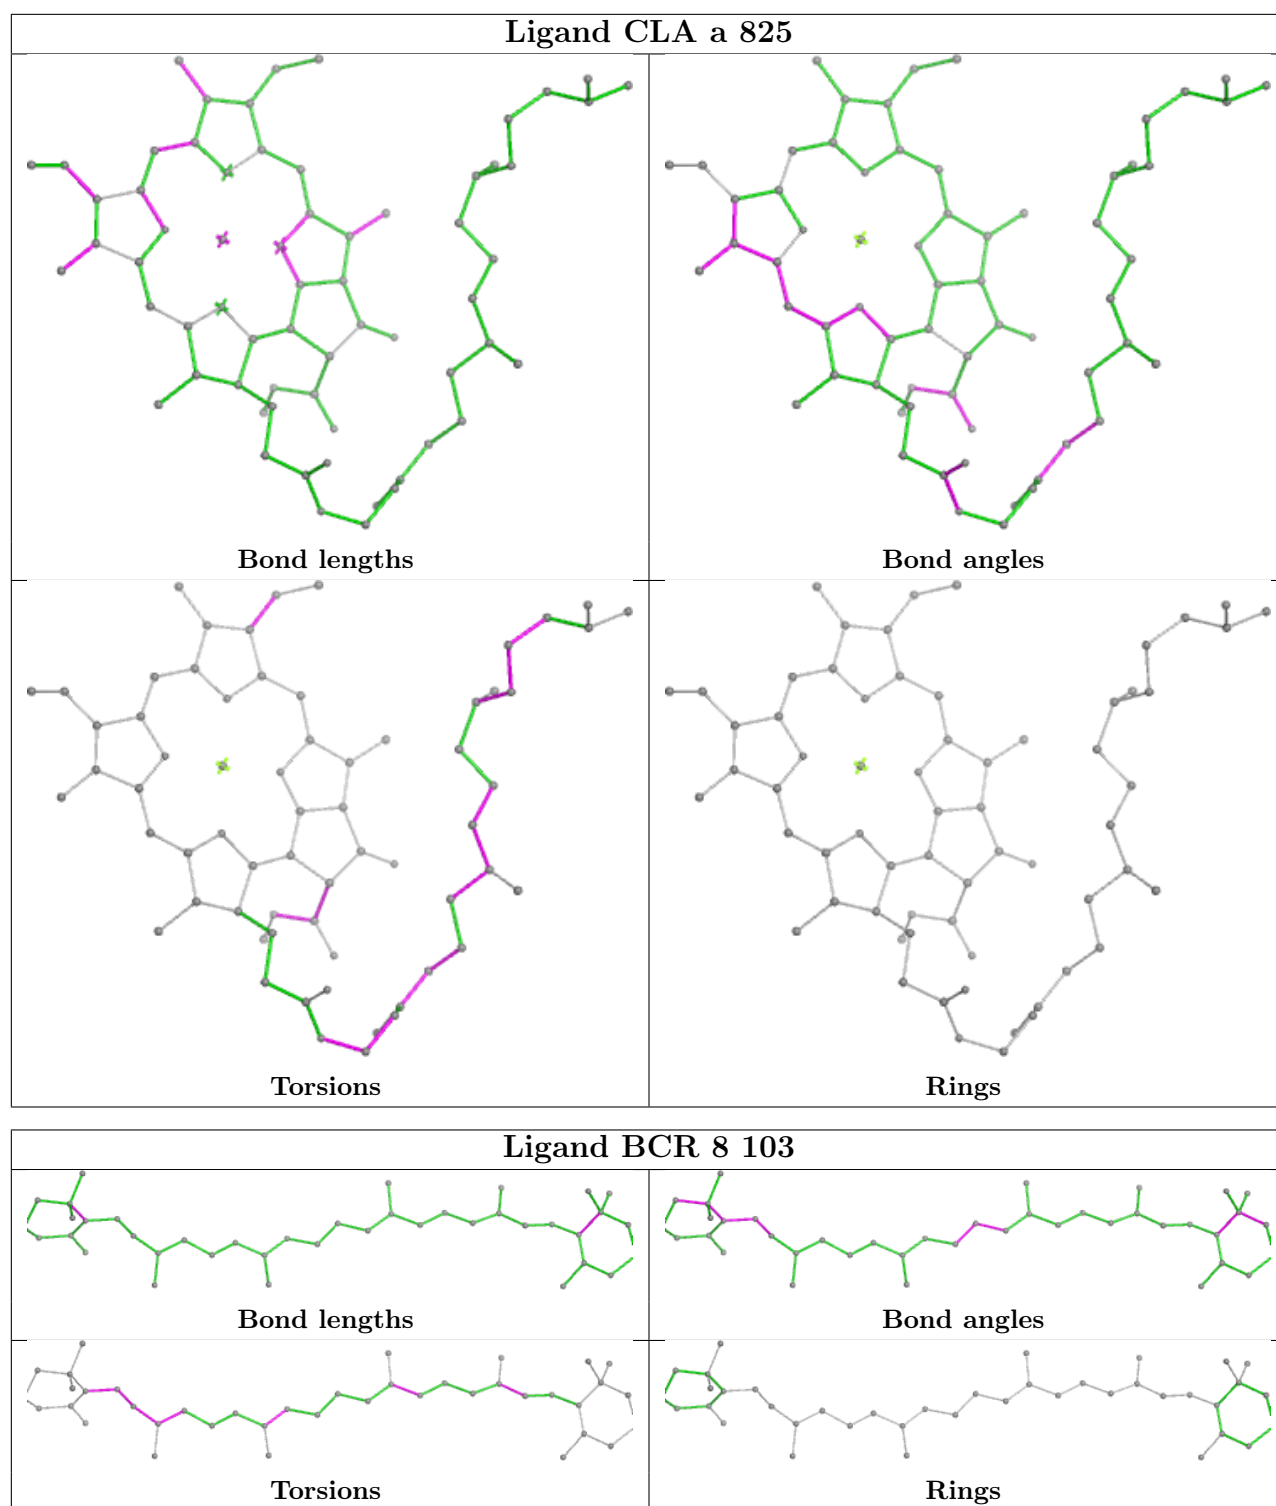 Ligand CLA a 825
Bond lengths
Bond angles
Torsions
Rings
Ligand BCR 8 103
Bond lengths
Bond angles
Torsions
Rings